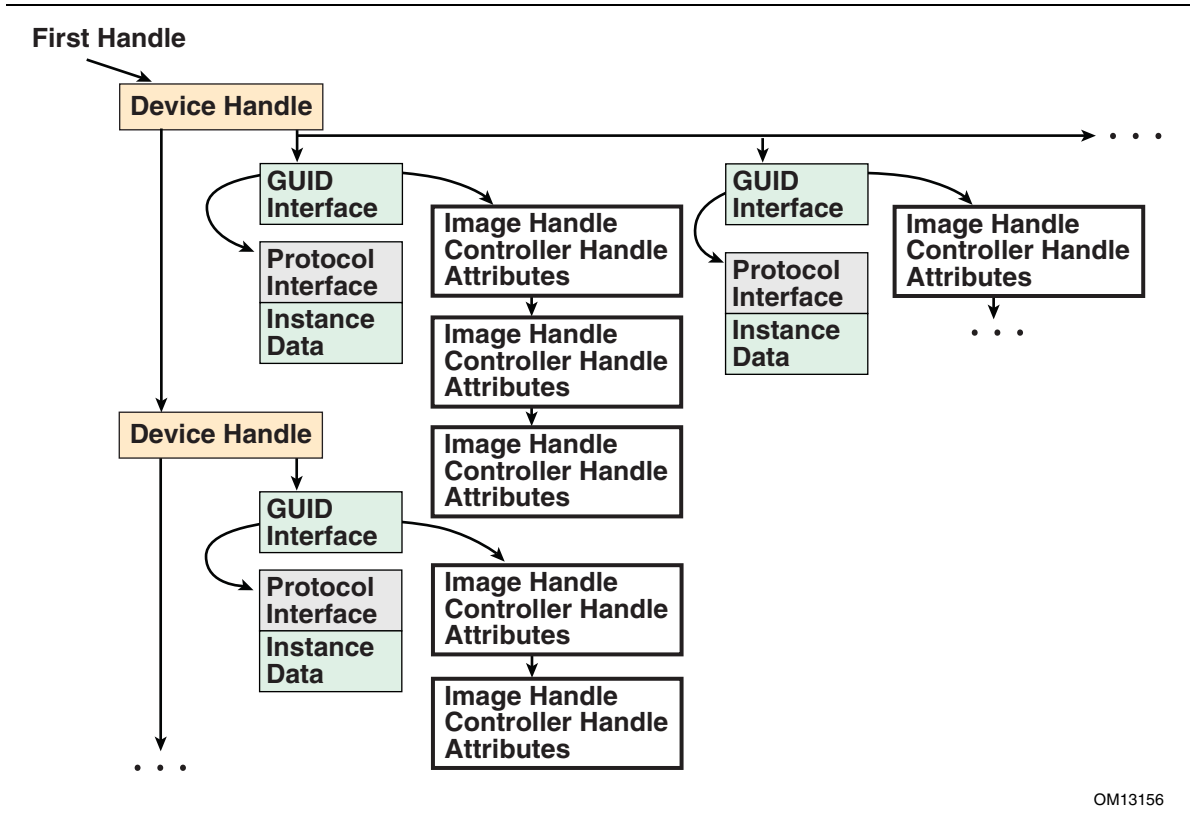 First Handle
Device Handle
. . .
GUID
Interface
GUID
Interface
Image Handle
Controller Handle
Attributes
Image Handle
Controller Handle
Attributes
Protocol
Interface
Instance
Data
Protocol
Interface
Instance
Data
Image Handle
Controller Handle
Attributes
. . .
Device Handle
Image Handle
Controller Handle
Attributes
GUID
Interface
Protocol
Interface
Instance
Data
Image Handle
Controller Handle
Attributes
Image Handle
Controller Handle
Attributes
. . .
OM13156